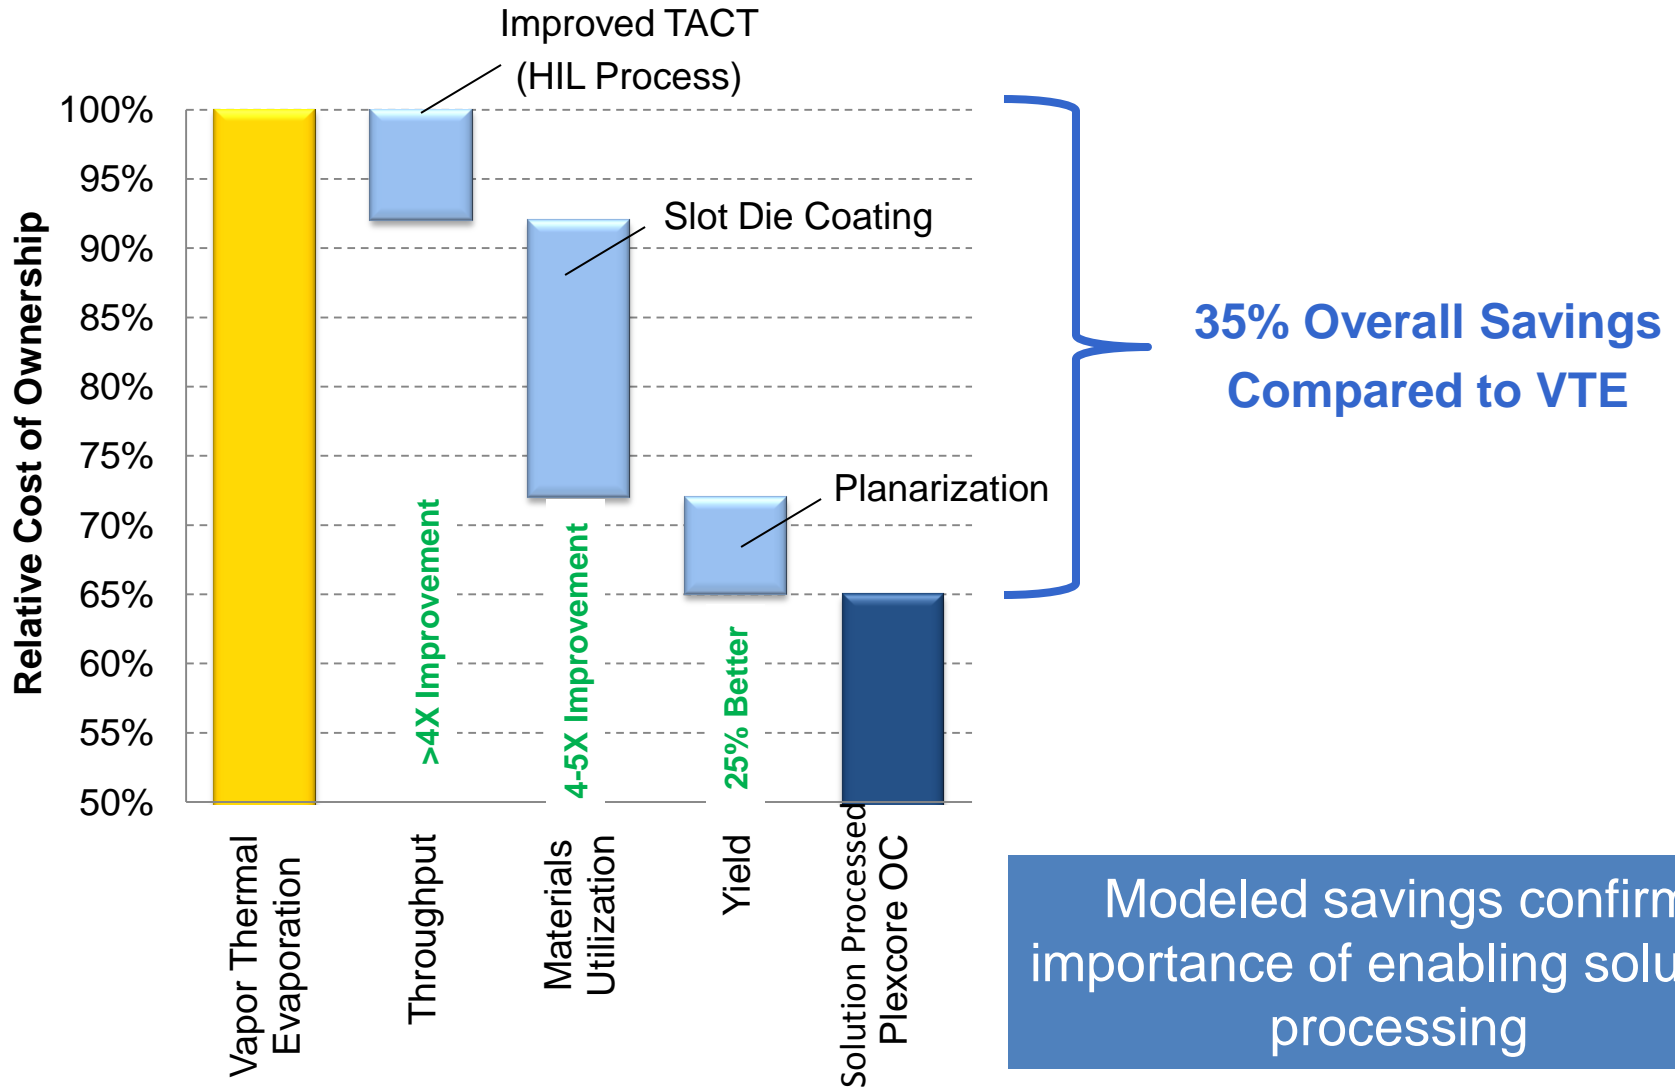 Improved TACT
(HIL Process)
100%
95%
90%
85%
80%
75%
70%
65%
60%
55%
50%
Relative Cost of Ownership
Slot Die Coating
Planarization
>4X Improvement
4-5X Improvement
25% Better
Vapor Thermal
Evaporation
Throughput
Materials
Utilization
Yield
Solution Processed
Plexcore OC
35% Overall Savings
Compared to VTE
Modeled savings confirm
importance of enabling solu
processing